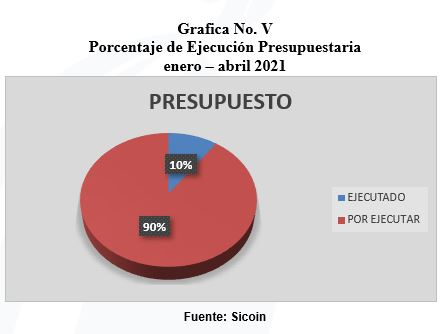 Grafica No. V
Porcentaje de Ejecución Presupuestaria
enero – abril 2021
PRESUPUESTO
10%
90%
EJECUTADO
POR EJECUTAR
Fuente: Sicoin